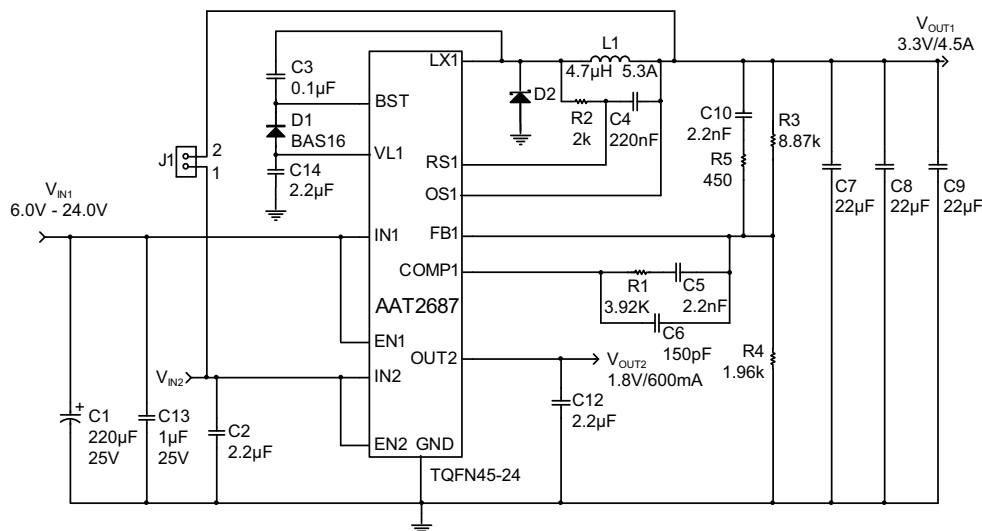 V_OUT1
3.3V/4.5A
L1
4.7µH 5.3A
LX1
C3
0.1µF
BST
D2
R2
2k
C4
220nF
C10
2.2nF
R3
8.87k
D1
BAS16
J1
2
1
VL1
C14
2.2µF
RS1
R5
450
C7
22µF
C8
22µF
C9
22µF
OS1
V_IN1
6.0V - 24.0V
IN1
FB1
COMP1
R1
3.92K
C5
2.2nF
AAT2687
C6
150pF
EN1
OUT2
V_OUT2
1.8V/600mA
R4
1.96k
V_IN2
IN2
+
C1
220µF
25V
C13
1µF
25V
C2
2.2µF
C12
2.2µF
EN2
GND
TQFN45-24